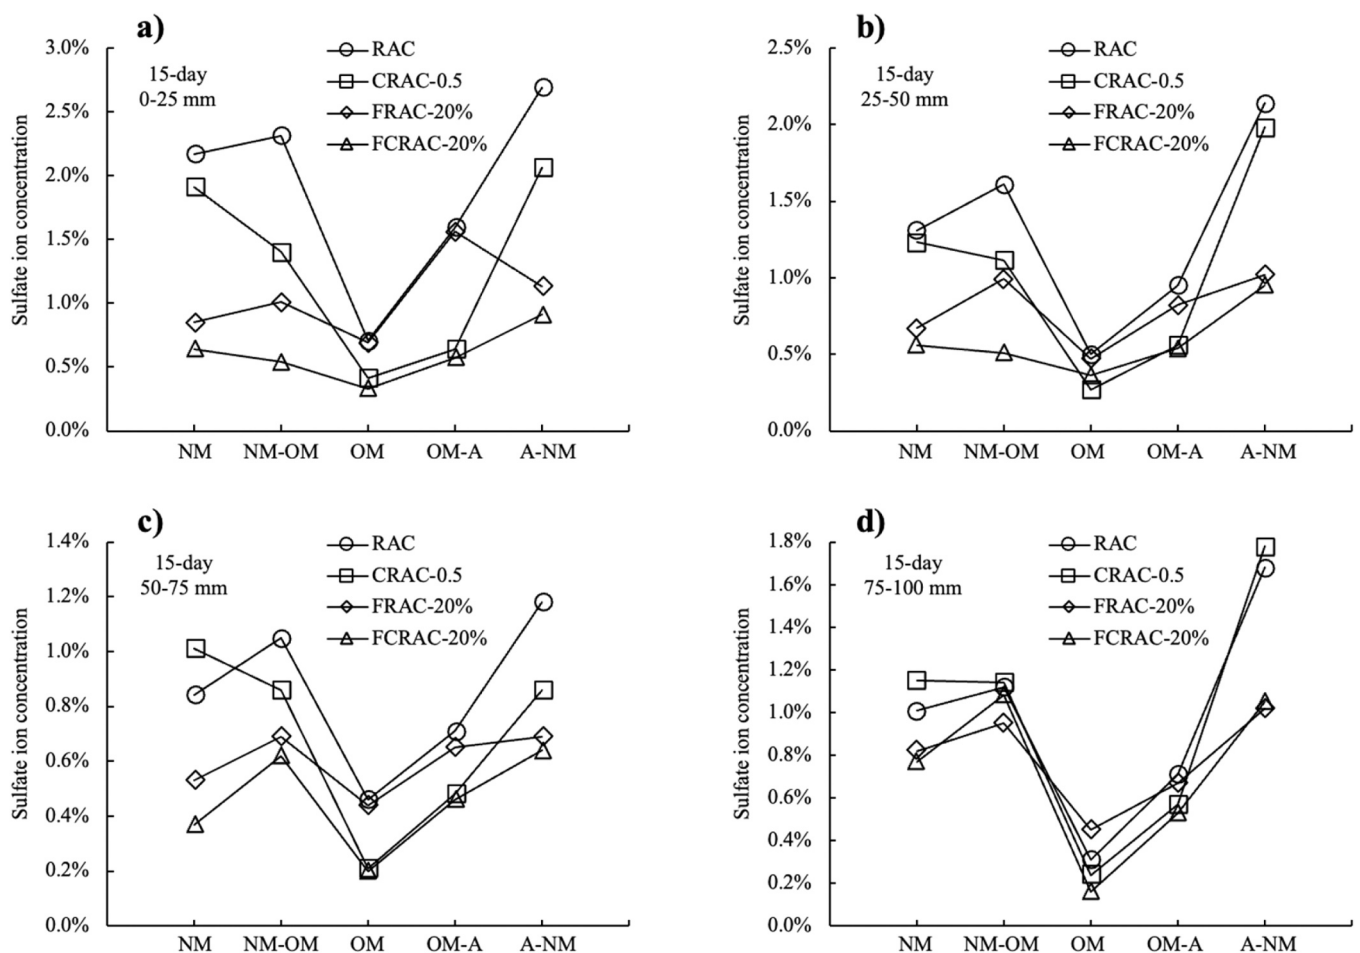 a)
3.0%
2.5%
2.0%
1.5%
1.0%
0.5%
0.0%
Sulfate ion concentration
15-day
0-25 mm
RAC
CRAC-0.5
FRAC-20%
FCRAC-20%
NM NM-OM OM OM-A A-NM
b)
2.5%
2.0%
1.5%
1.0%
0.5%
0.0%
Sulfate ion concentration
15-day
25-50 mm
RAC
CRAC-0.5
FRAC-20%
FCRAC-20%
NM NM-OM OM OM-A A-NM
c)
1.4%
1.2%
1.0%
0.8%
0.6%
0.4%
0.2%
0.0%
Sulfate ion concentration
15-day
50-75 mm
RAC
CRAC-0.5
FRAC-20%
FCRAC-20%
NM NM-OM OM OM-A A-NM
d)
1.8%
1.6%
1.4%
1.2%
1.0%
0.8%
0.6%
0.4%
0.2%
0.0%
Sulfate ion concentration
15-day
75-100 mm
RAC
CRAC-0.5
FRAC-20%
FCRAC-20%
NM NM-OM OM OM-A A-NM